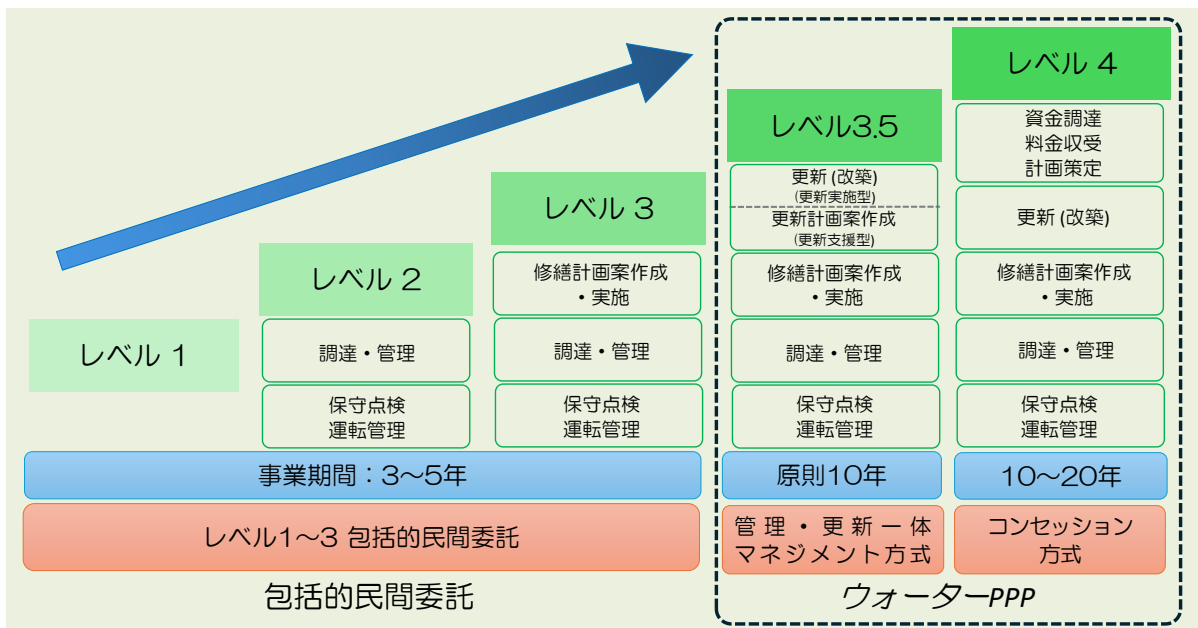 レベル 1
レベル 2
調達・管理
保守点検
運転管理
レベル 3
修繕計画案作成
・実施
調達・管理
保守点検
運転管理
事業期間：3～5年
レベル1～3 包括的民間委託
包括的民間委託
レベル3.5
更新 (改築)
(更新実施型)
更新計画案作成
(更新支援型)
修繕計画案作成
・実施
調達・管理
保守点検
運転管理
原則10年
管理・更新一体
マネジメント方式
レベル 4
資金調達
料金収受
計画策定
更新 (改築)
修繕計画案作成
・実施
調達・管理
保守点検
運転管理
10～20年
コンセッション
方式
ウォーターPPP